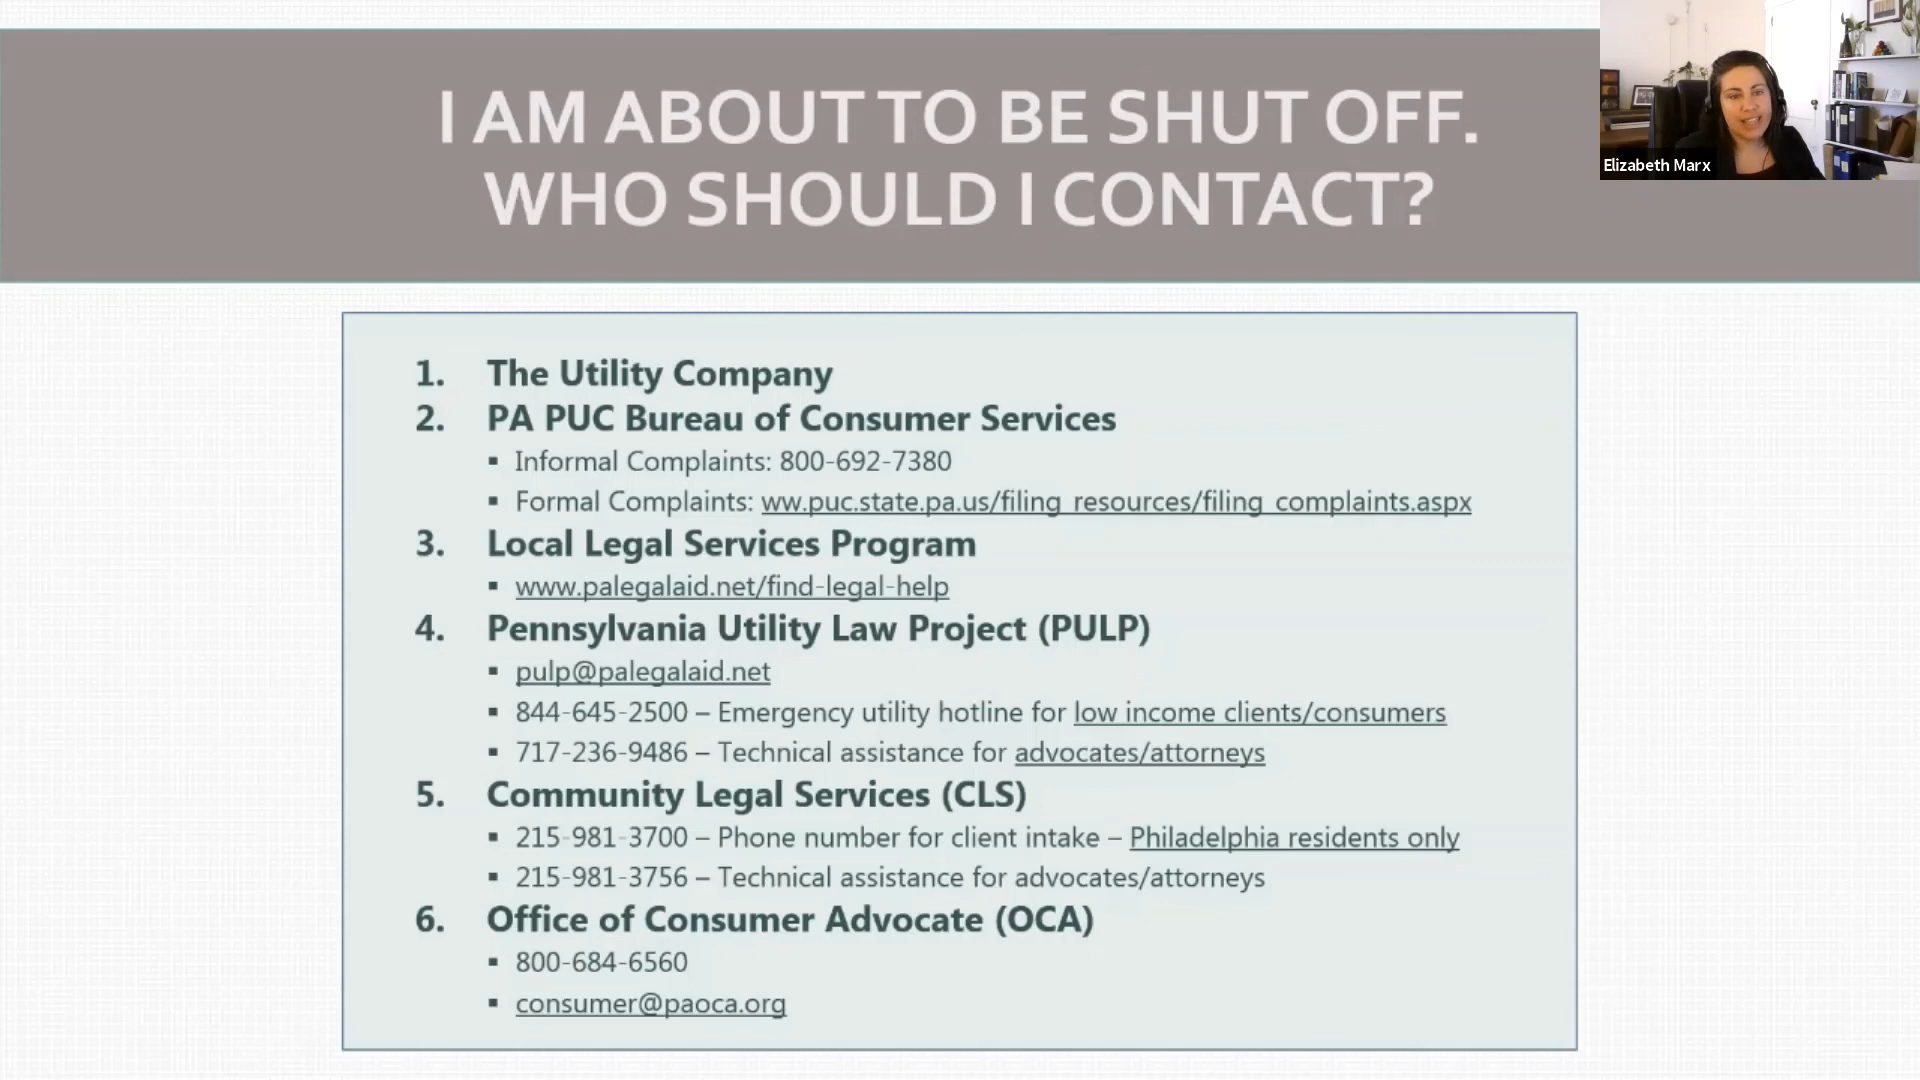 I AM ABOUT TO BE SHUT OFF.
WHO SHOULD I CONTACT?
Elizabeth Marx
1. The Utility Company
2. PA PUC Bureau of Consumer Services
▪ Informal Complaints: 800-692-7380
▪ Formal Complaints: ww.puc.state.pa.us/filing_resources/filing_complaints.aspx
3. Local Legal Services Program
▪ www.palegalaid.net/find-legal-help
4. Pennsylvania Utility Law Project (PULP)
▪ pulp@palegalaid.net
▪ 844-645-2500 – Emergency utility hotline for low income clients/consumers
▪ 717-236-9486 – Technical assistance for advocates/attorneys
5. Community Legal Services (CLS)
▪ 215-981-3700 – Phone number for client intake – Philadelphia residents only
▪ 215-981-3756 – Technical assistance for advocates/attorneys
6. Office of Consumer Advocate (OCA)
▪ 800-684-6560
▪ consumer@paoca.org